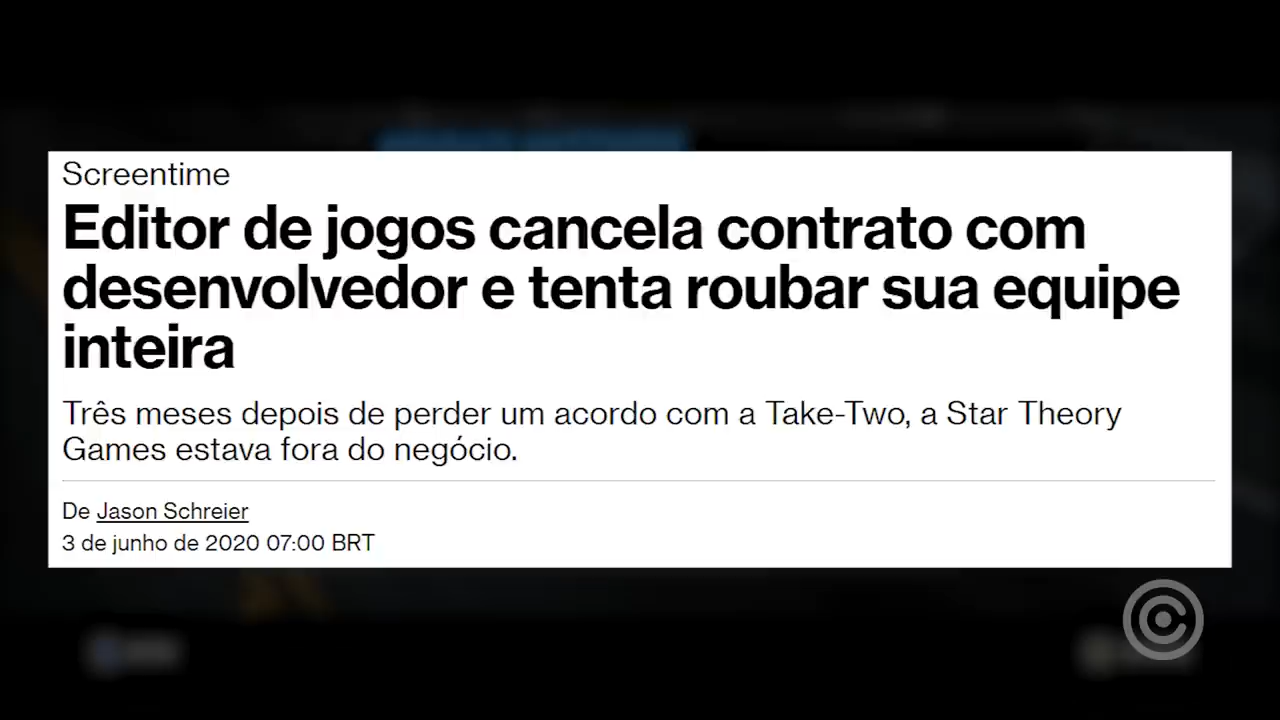 Screentime
Editor de jogos cancela contrato com
desenvolvedor e tenta roubar sua equipe
inteira
Três meses depois de perder um acordo com a Take-Two, a Star Theory
Games estava fora do negócio.
De Jason Schreier
3 de junho de 2020 07:00 BRT